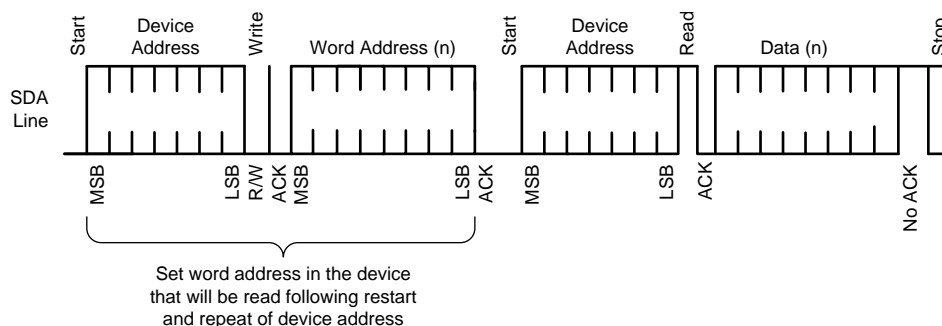 Start
Device
Address
Write
Word Address (n)
Start
Device
Address
Read
Data (n)
Stop
SDA
Line
MSB
LSB
R/W
ACK
MSB
LSB
ACK
MSB
LSB
ACK
No ACK
Set word address in the device
that will be read following restart
and repeat of device address